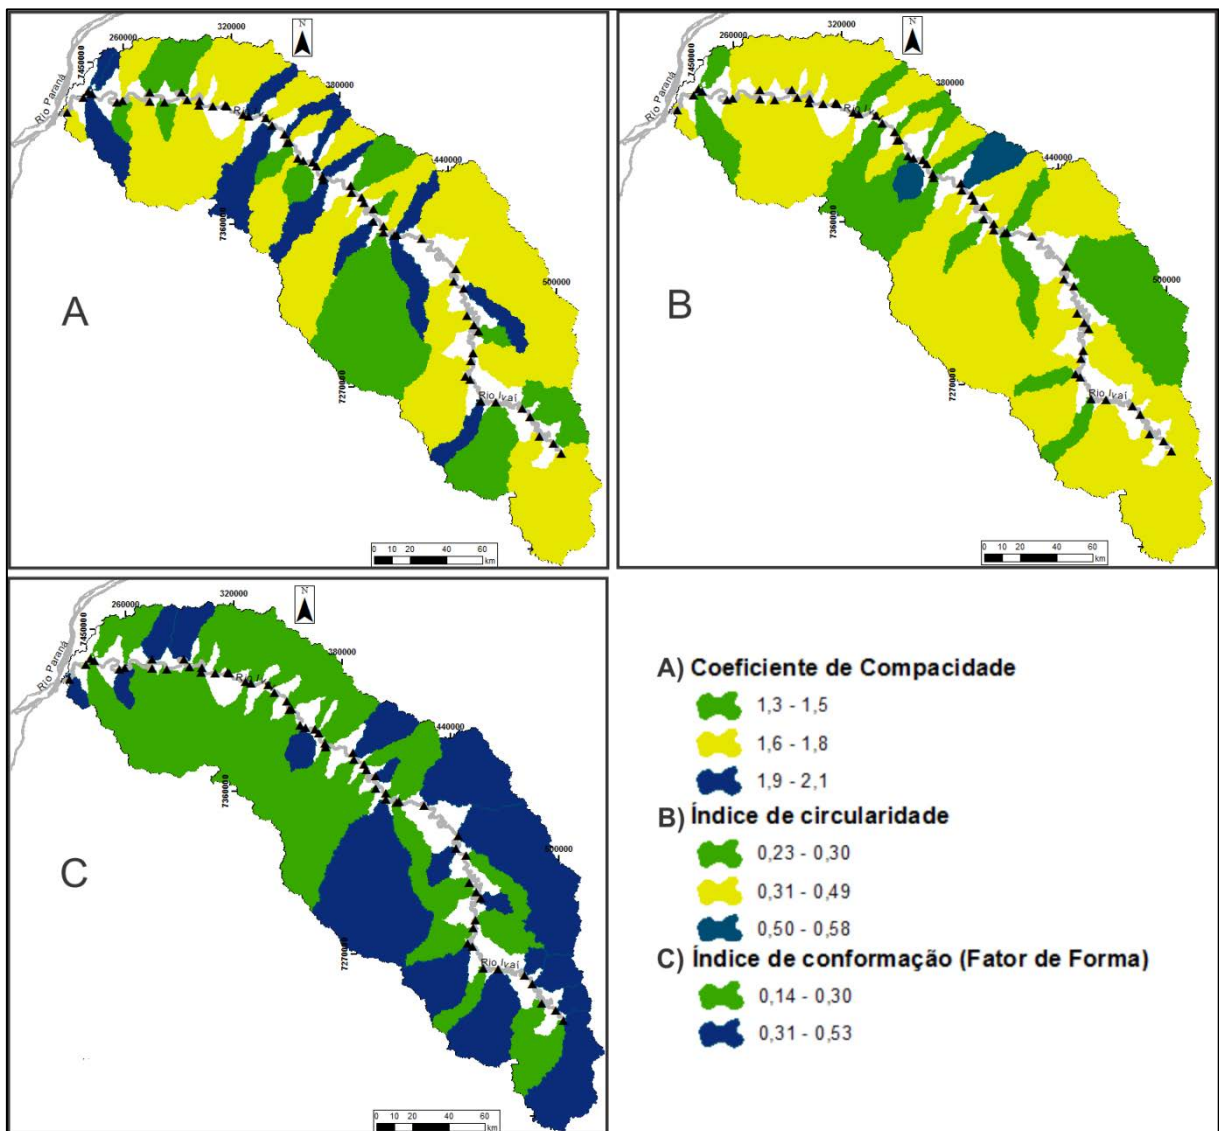 N
320000
260000
7450000
380000
Rio Paraná
440000
7360000
500000
A
7270000
Rio Ivaí
0 10 20 40 60
km
N
320000
260000
7450000
380000
Rio Paraná
440000
7360000
500000
B
7270000
Rio Ivaí
0 10 20 40 60
km
N
320000
260000
7450000
380000
Rio Paraná
440000
7360000
C
7270000
Rio Ivaí
0 10 20 40 60
km
A) Coeficiente de Compacidade
1,3 - 1,5
1,6 - 1,8
1,9 - 2,1
B) Índice de circularidade
0,23 - 0,30
0,31 - 0,49
0,50 - 0,58
C) Índice de conformação (Fator de Forma)
0,14 - 0,30
0,31 - 0,53